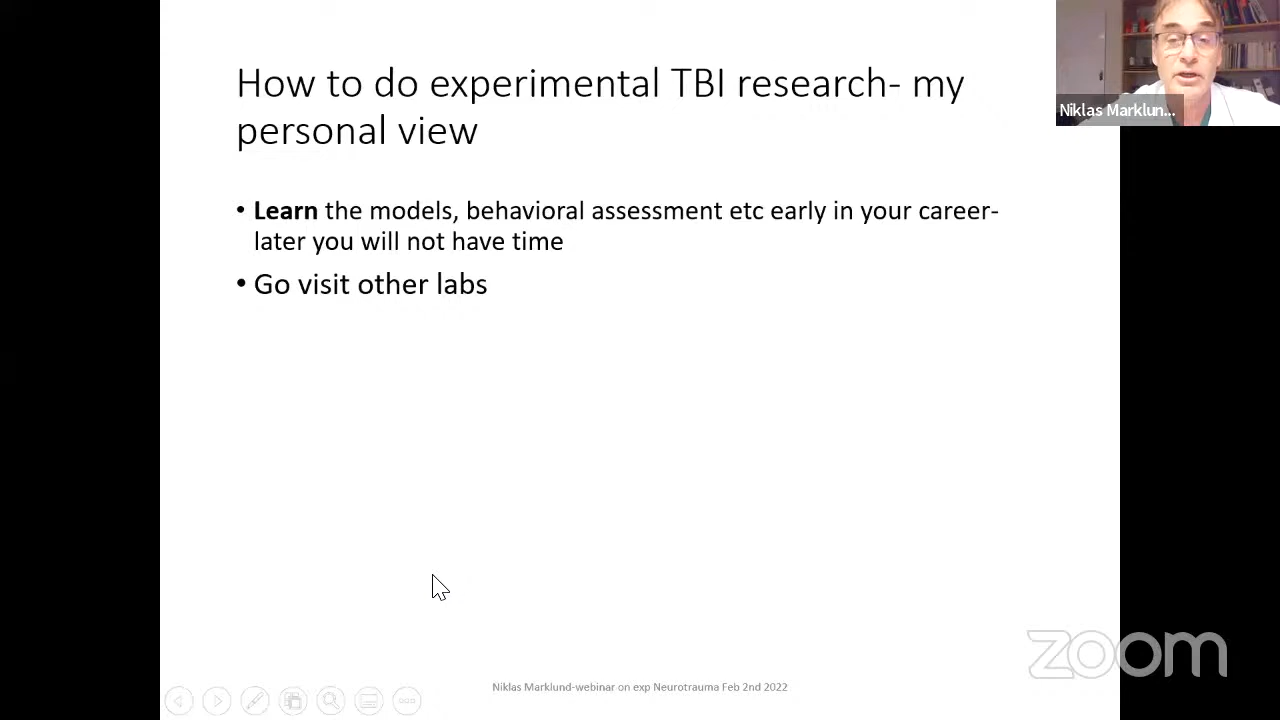 How to do experimental TBI research- my
personal view
• Learn the models, behavioral assessment etc early in your career-
later you will not have time
• Go visit other labs
Niklas Marklun...
Niklas Marklund-webinar on exp Neurotrauma Feb 2nd 2022
zoom